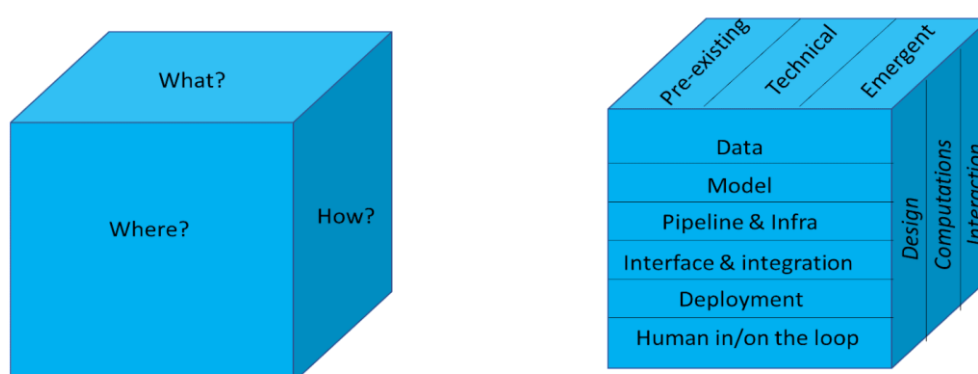 What?
Where?
How?
Pre-existing
Technical
Emergent
Data
Model
Pipeline & Infra
Interface & integration
Deployment
Human in/on the loop
Design
Computations
Interaction